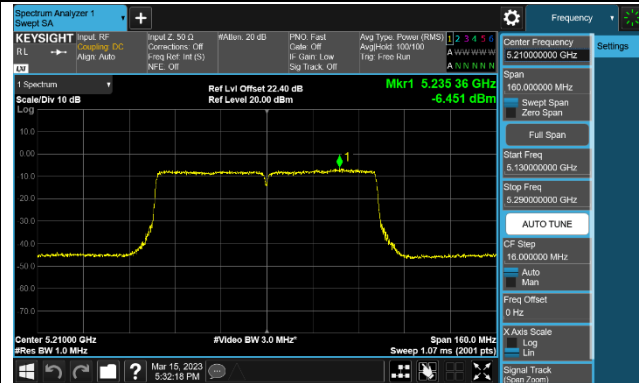 Spectrum Analyzer 1
Swept SA
Frequency
KEYSIGHT
RL
LXI
Input: RF
Coupling: DC
Align: Auto
Input Z: 50 Ω
Corrections: Off
Freq Ref: Int (S)
NFE: Off
#Atten: 20 dB
PNO: Fast
Gate: Off
IF Gain: Low
Sig Track: Off
Avg Type: Power (RMS)
Avg|Hold: 100/100
Trig: Free Run
1 2 3 4 5 6
A W W W W W
A N N N N N
1 Spectrum
Scale/Div 10 dB
Log
Ref Lvl Offset 22.40 dB
Ref Level 20.00 dBm
Mkr1 5.235 36 GHz
-6.451 dBm
10.0
0.00
-10.0
-20.0
-30.0
-40.0
-50.0
-60.0
-70.0
1
Center 5.21000 GHz
#Res BW 1.0 MHz
#Video BW 3.0 MHz*
Span 160.0 MHz
Sweep 1.07 ms (2001 pts)
Mar 15, 2023
5:32:18 PM
Settings
Center Frequency
5.210000000 GHz
Span
160.000000 MHz
Swept Span
Zero Span
Full Span
Start Freq
5.130000000 GHz
Stop Freq
5.290000000 GHz
AUTO TUNE
CF Step
16.000000 MHz
Auto
Man
Freq Offset
0 Hz
X Axis Scale
Log
Lin
Signal Track
(Span Zoom)